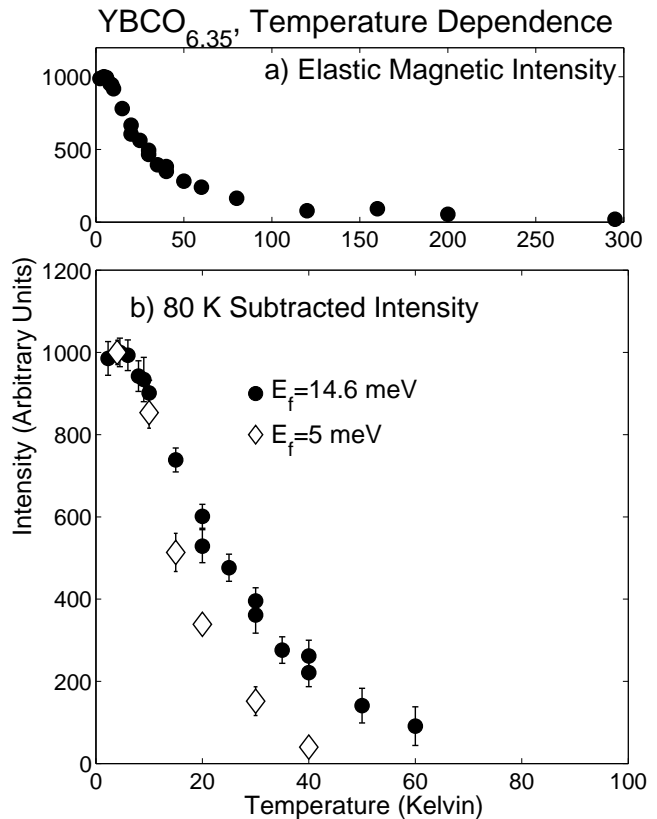 YBCO6.35, Temperature Dependence
a) Elastic Magnetic Intensity
1000
500
0
0 50 100 150 200 250 300
b) 80 K Subtracted Intensity
E_f=14.6 meV
E_f=5 meV
Intensity (Arbitrary Units)
1200
1000
800
600
400
200
0
0 20 40 60 80 100
Temperature (Kelvin)